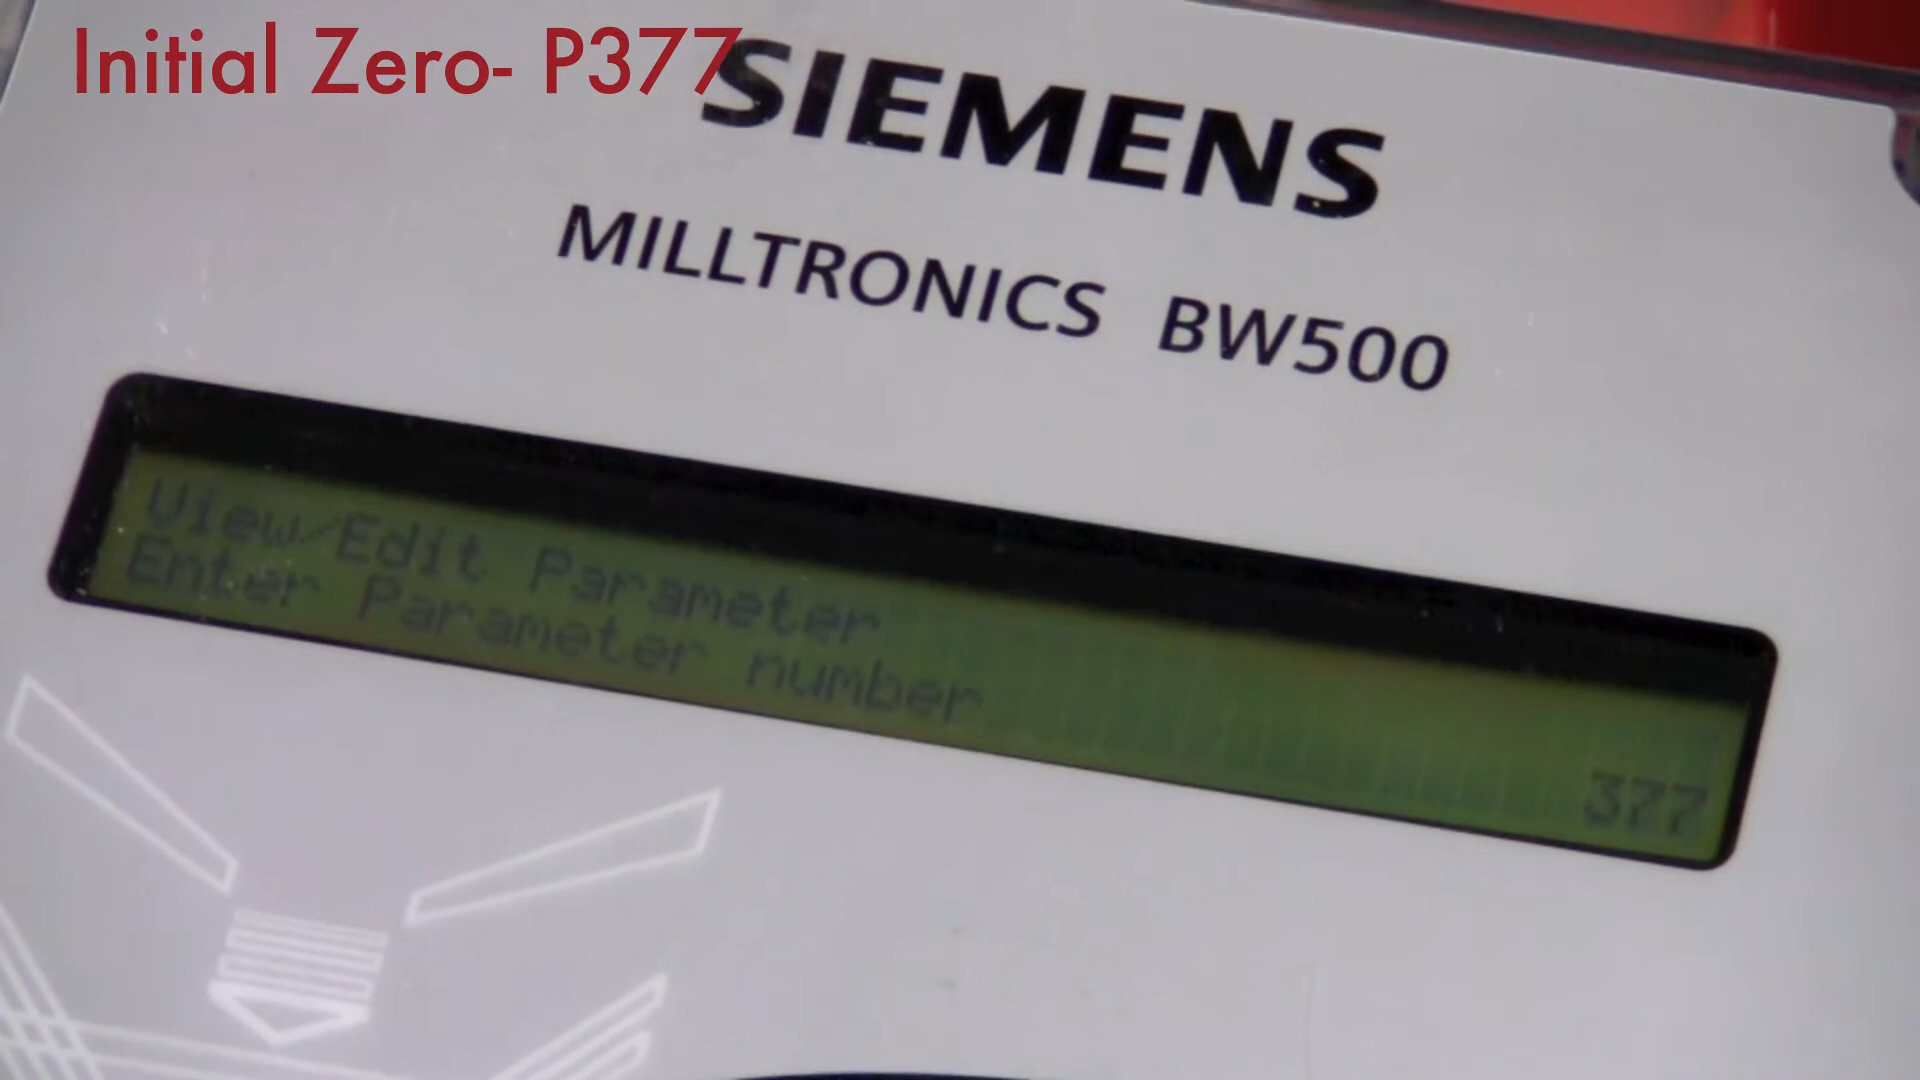 Initial Zero- P377
SIEMENS
MILLTRONICS BW500
View/Edit Parameter
Enter Parameter number
377